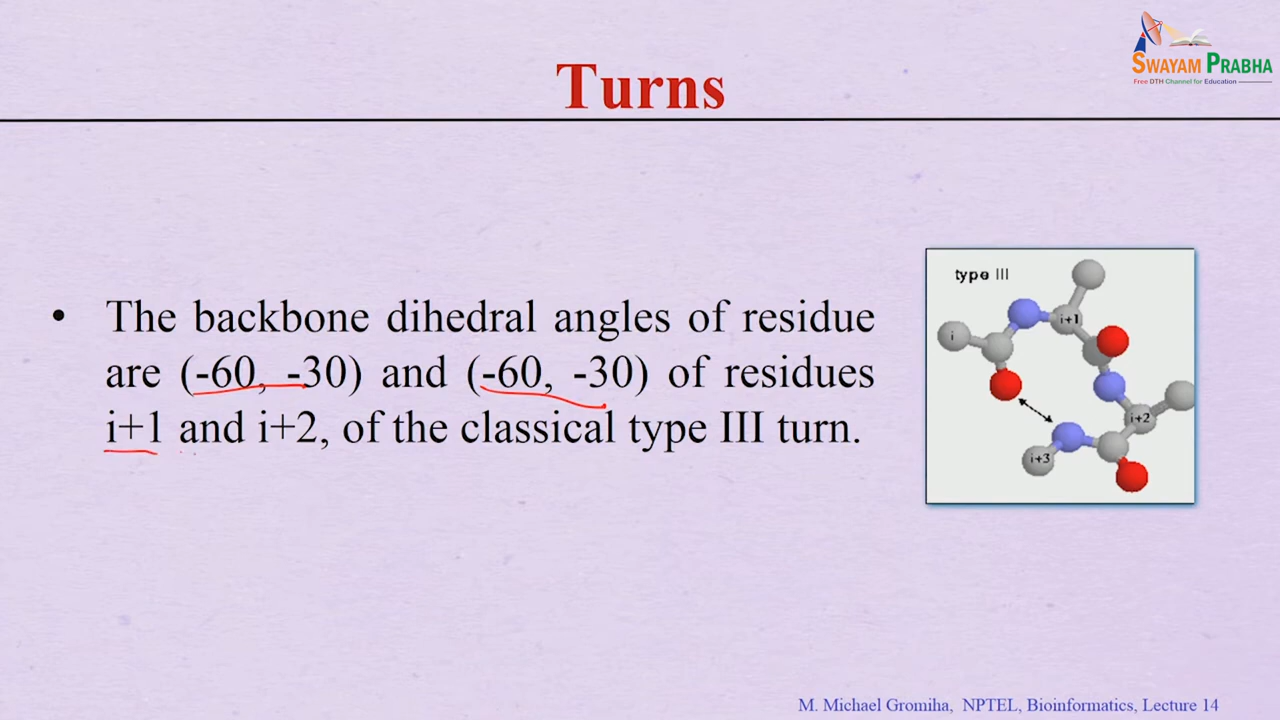 SWAYAM PRABHA
Free DTH Channel for Education
Turns
• The backbone dihedral angles of residue
are (-60, -30) and (-60, -30) of residues
i+1 and i+2, of the classical type III turn.
type III
i+1
i
i+2
i+3
M. Michael Gromiha, NPTEL, Bioinformatics, Lecture 14